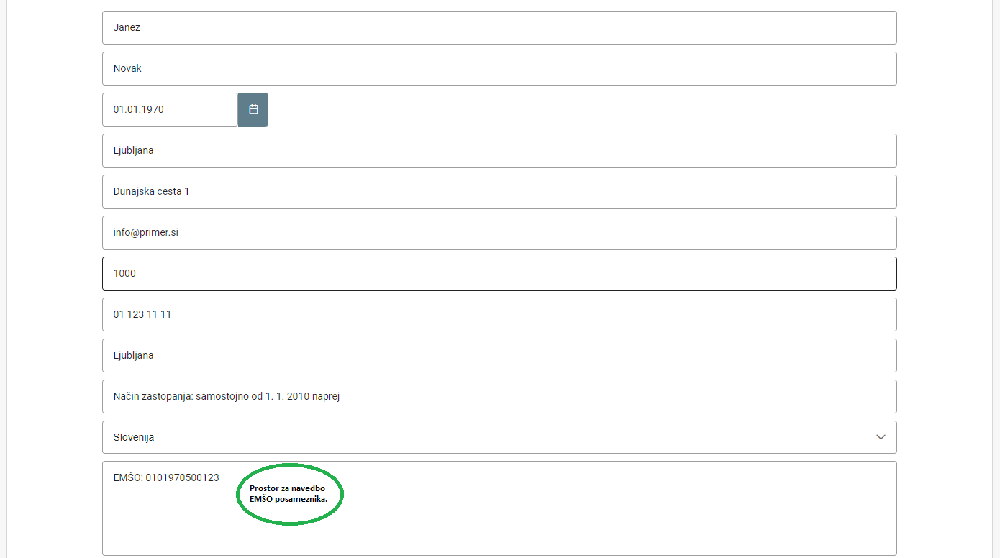 Janez
Novak
01.01.1970
Ljubljana
Dunajska cesta 1
info@primer.si
1000
01 123 11 11
Ljubljana
Način zastopanja: samostojno od 1. 1. 2010 naprej
Slovenija
EMŠO: 0101970500123
Prostor za navedbo
EMŠO posameznika.